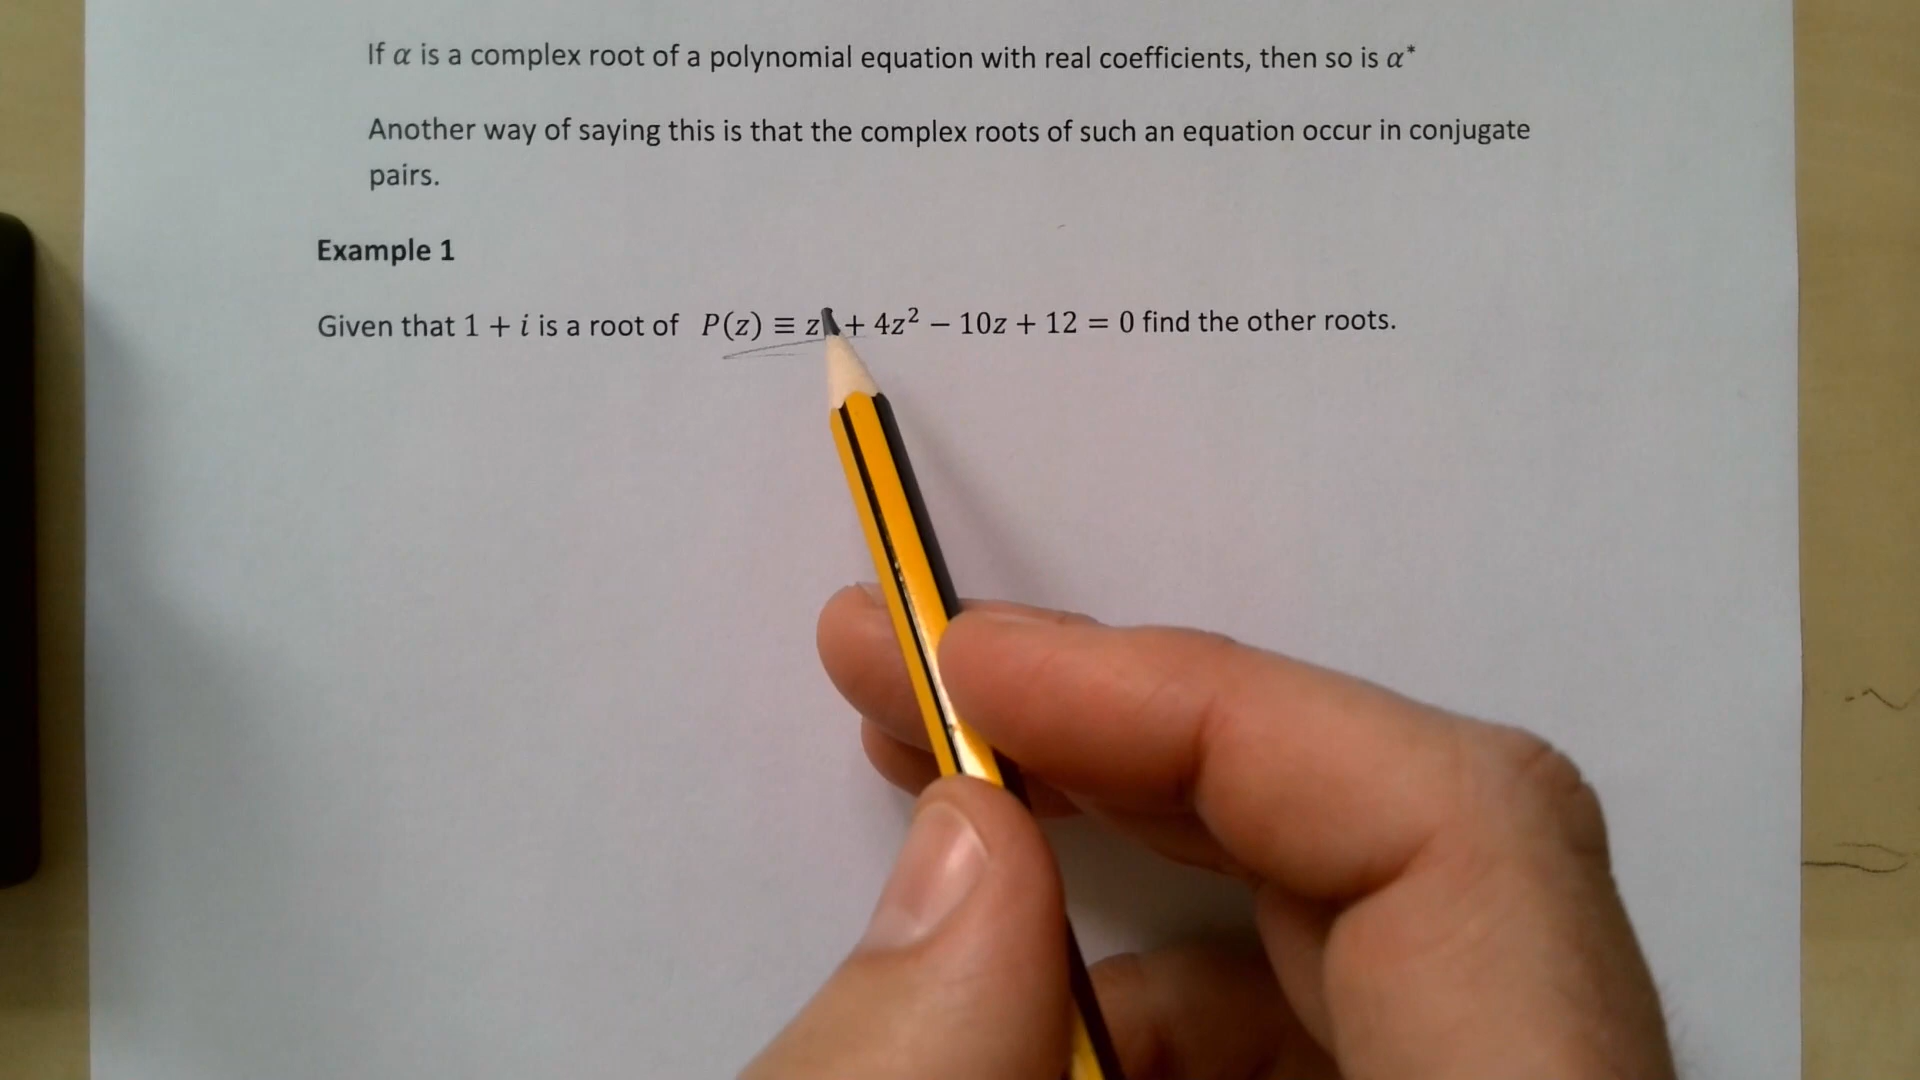 If α is a complex root of a polynomial equation with real coefficients, then so is α*
Another way of saying this is that the complex roots of such an equation occur in conjugate
pairs.
Example 1
Given that 1 + i is a root of P(z) ≡ z + 4z² − 10z + 12 = 0 find the other roots.